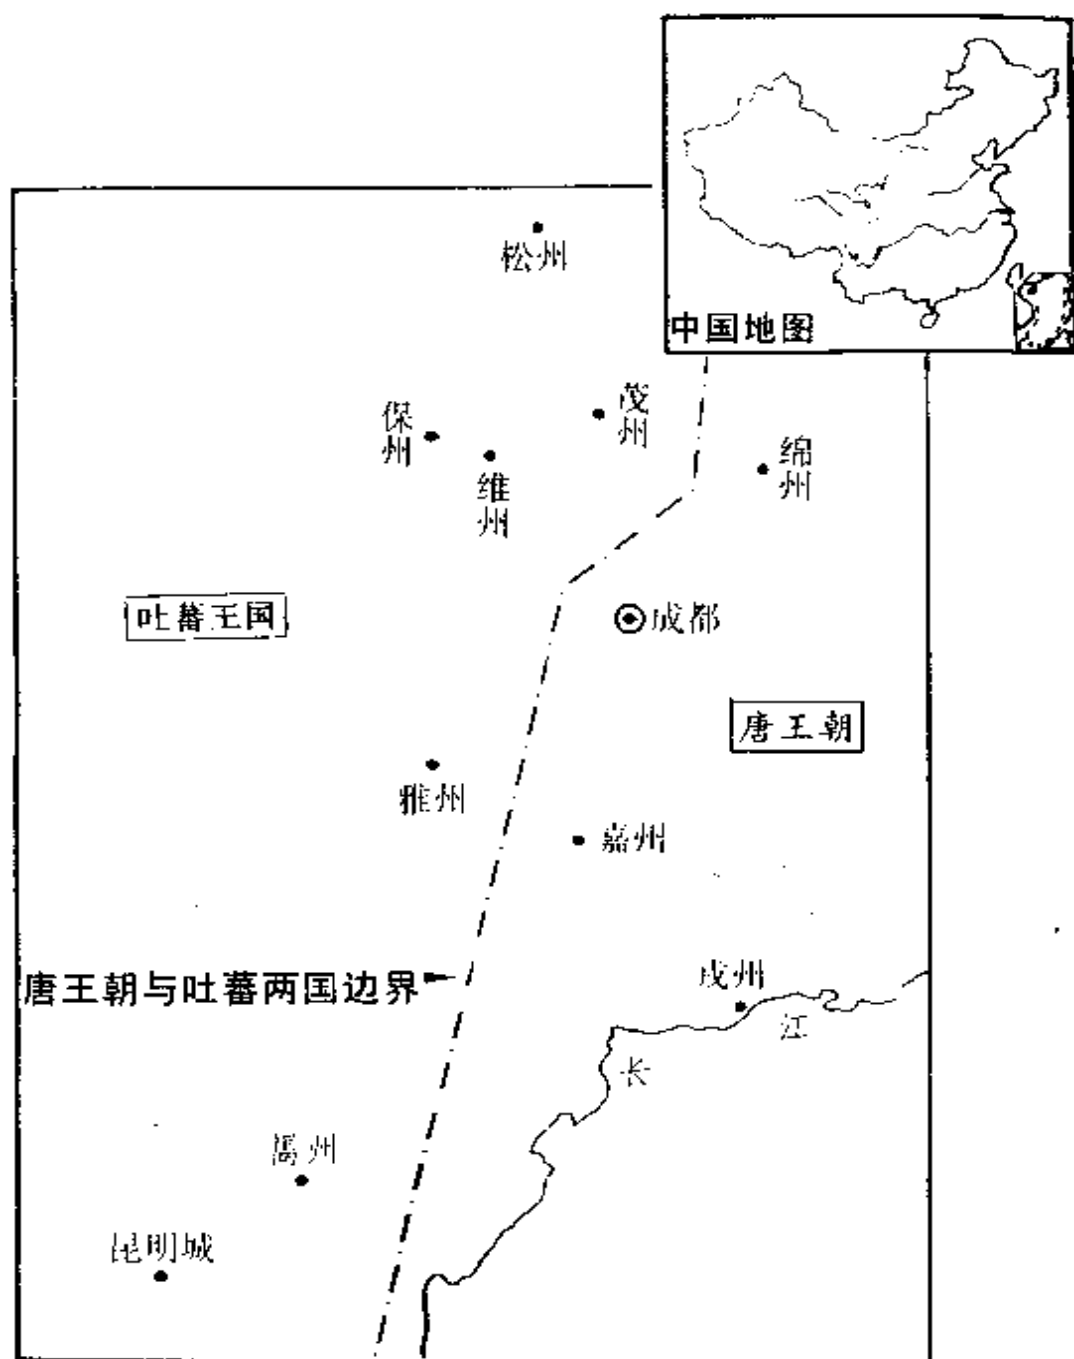 中国地图
松州
茂州
保州
维州
绵州
吐蕃王国
成都
唐王朝
雅州
嘉州
唐王朝与吐蕃两国边界
戎州
长江
巂州
昆明城